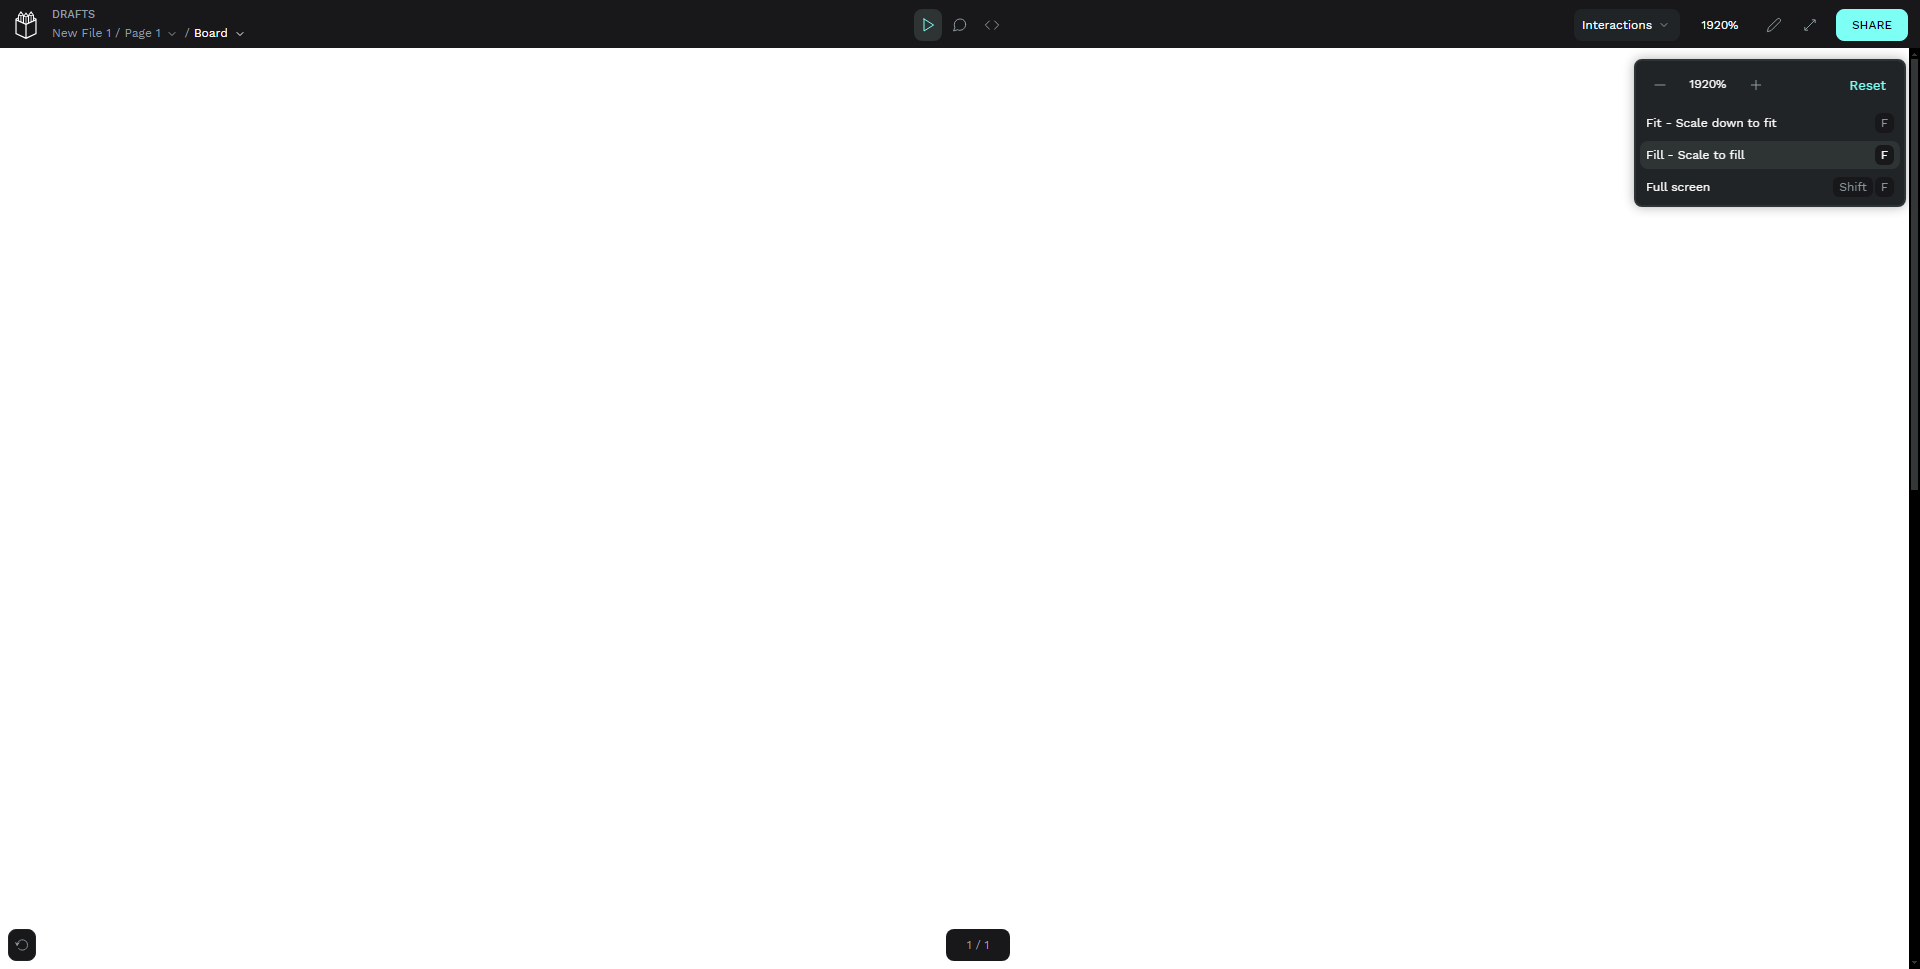 DRAFTS
New File 1 / Page 1 / Board
Interactions
1920%
SHARE
1920%
Reset
Fit - Scale down to fit F
Fill - Scale to fill F
Full screen Shift F
1 / 1